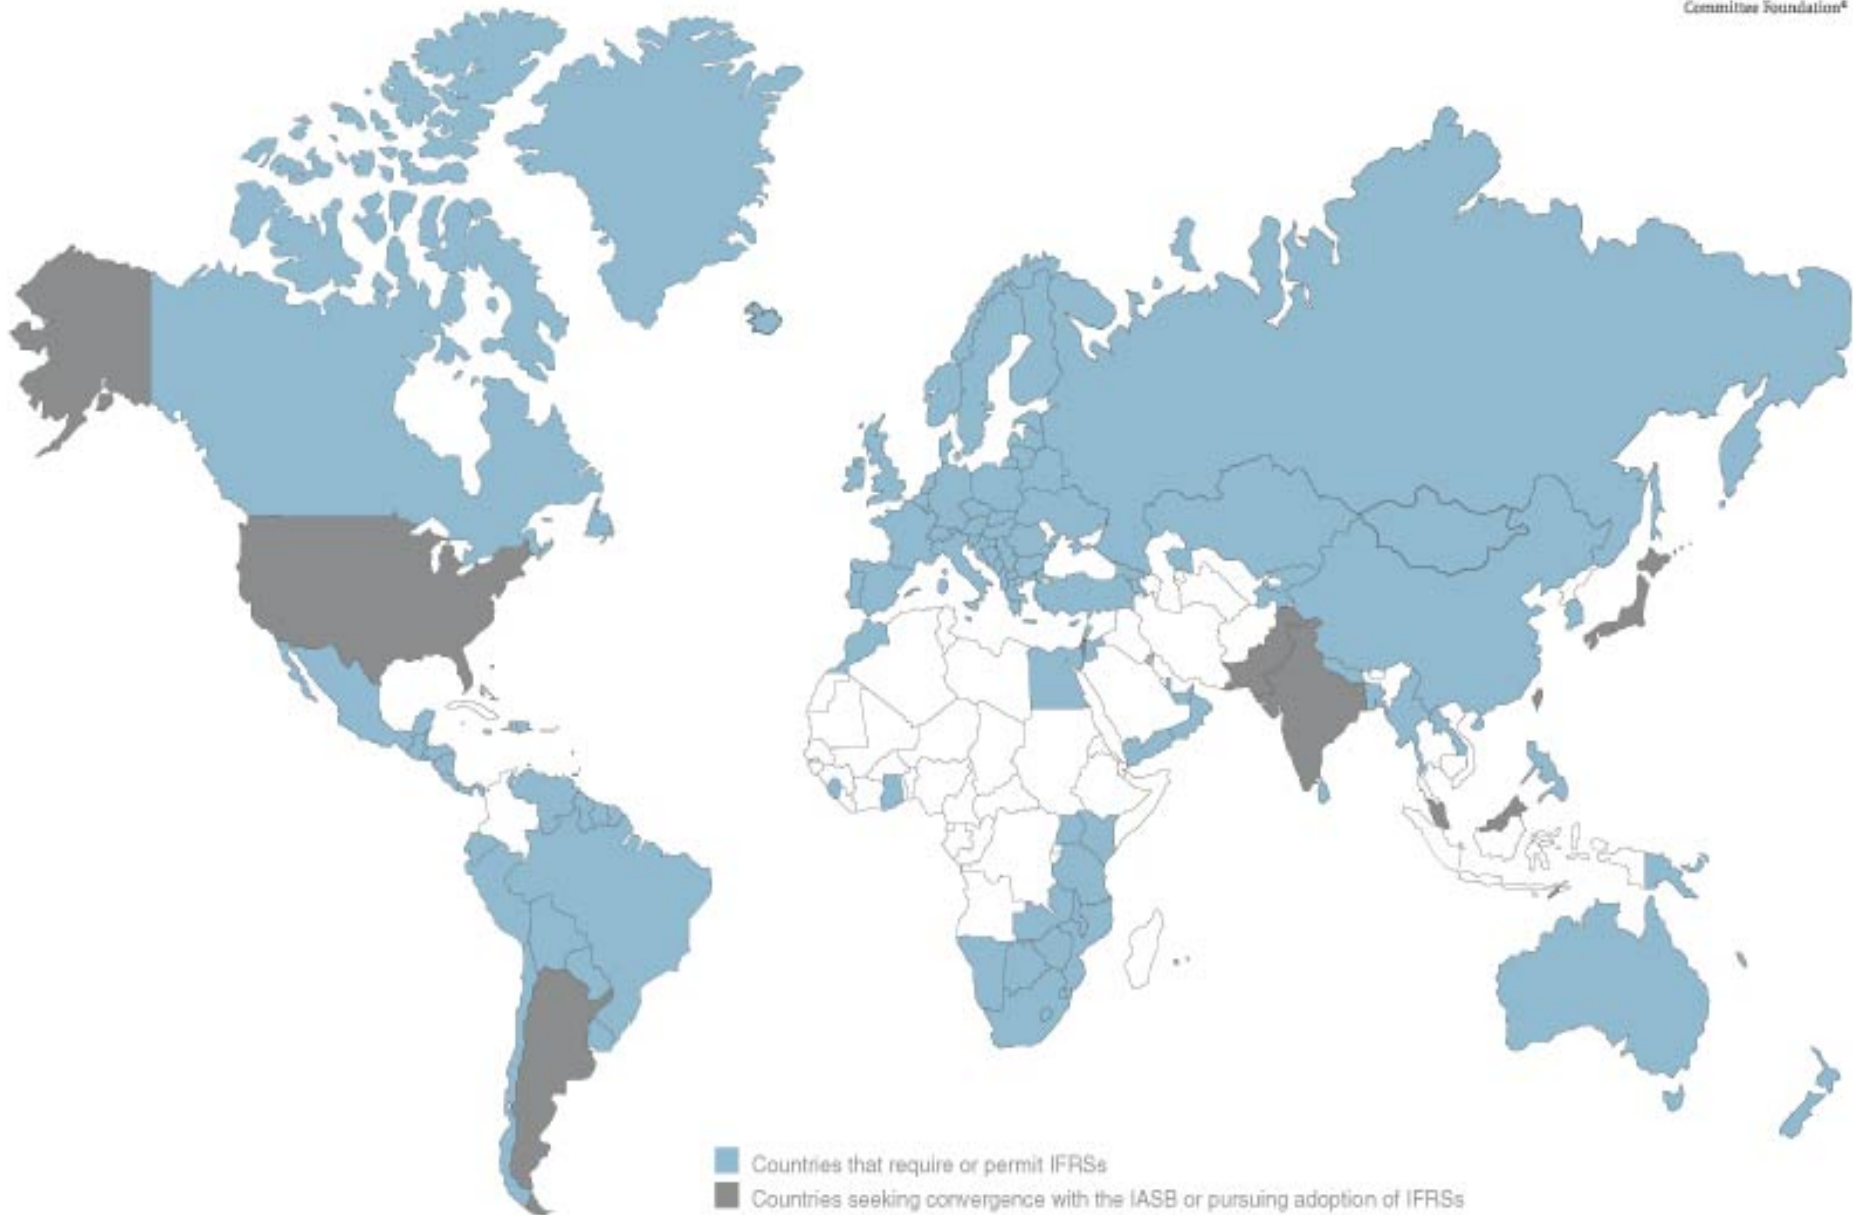 Committee Foundation®
Countries that require or permit IFRSs
Countries seeking convergence with the IASB or pursuing adoption of IFRSs